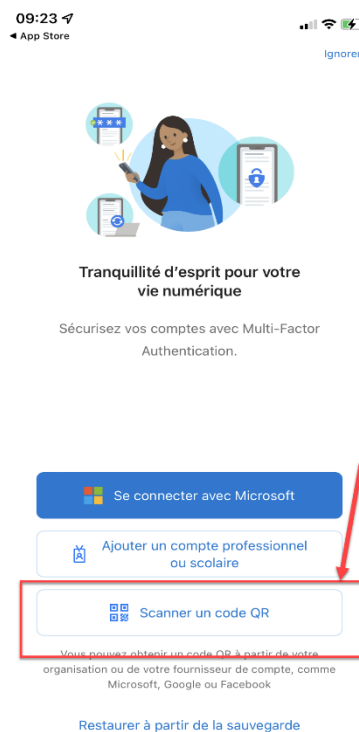 09:23
◀ App Store
Ignorer
***
Tranquillité d'esprit pour votre
vie numérique
Sécurisez vos comptes avec Multi-Factor
Authentication.
Se connecter avec Microsoft
Ajouter un compte professionnel
ou scolaire
Scanner un code QR
Vous pouvez obtenir un code QR à partir de votre
organisation ou de votre fournisseur de compte, comme
Microsoft, Google ou Facebook
Restaurer à partir de la sauvegarde